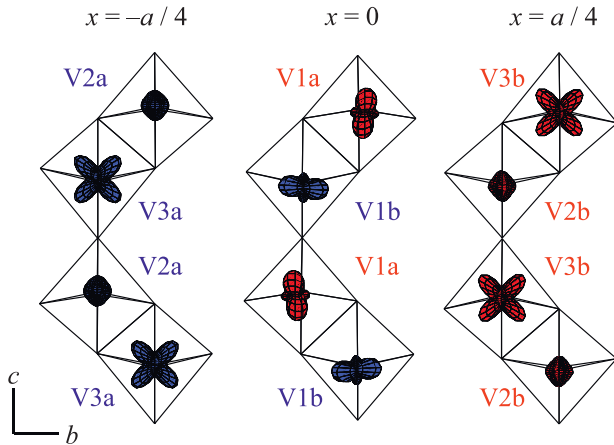 x = –a / 4
x = 0
x = a / 4
V2a
V1a
V3b
V3a
V1b
V2b
V2a
V1a
V3b
V3a
V1b
V2b
c
b